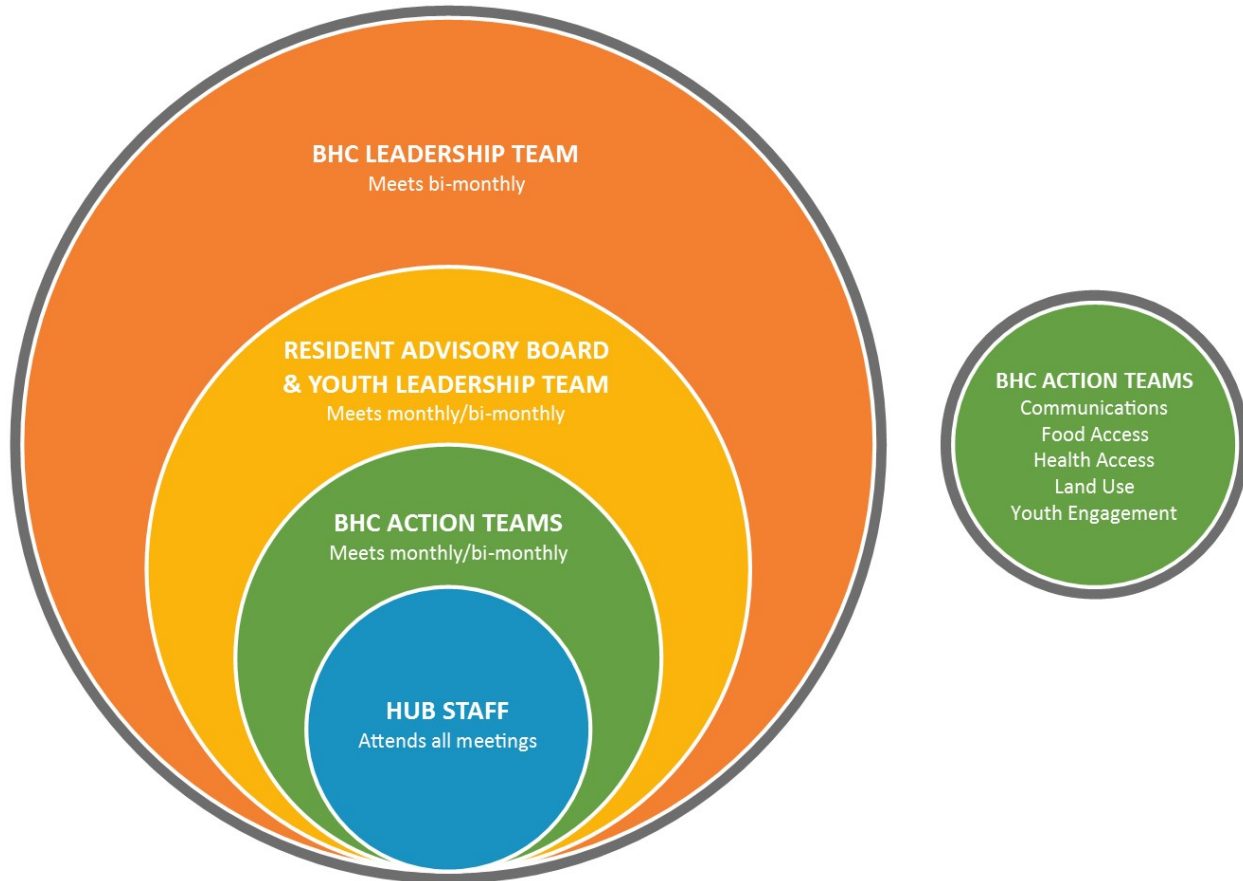 BHC LEADERSHIP TEAM
Meets bi-monthly
RESIDENT ADVISORY BOARD
& YOUTH LEADERSHIP TEAM
Meets monthly/bi-monthly
BHC ACTION TEAMS
Meets monthly/bi-monthly
HUB STAFF
Attends all meetings
BHC ACTION TEAMS
Communications
Food Access
Health Access
Land Use
Youth Engagement